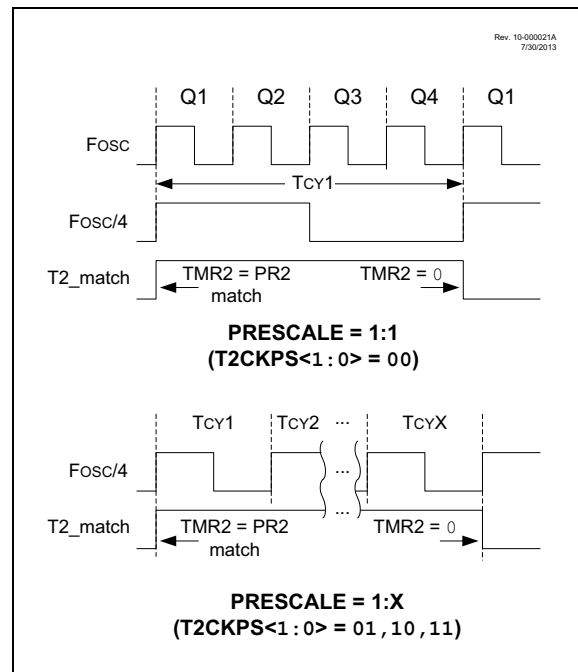 Rev. 10-000021A
7/30/2013
Q1 Q2 Q3 Q4 Q1
FOSC
TCY1
FOSC/4
T2_match
TMR2 = PR2
match
TMR2 = 0
PRESCALE = 1:1
(T2CKPS<1:0> = 00)
TCY1 TCY2 ... TCYX
FOSC/4
...
T2_match
...
TMR2 = PR2
match
TMR2 = 0
PRESCALE = 1:X
(T2CKPS<1:0> = 01,10,11)